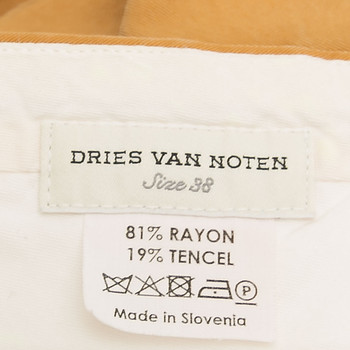 DRIES VAN NOTEN
Size 38
81% RAYON
19% TENCEL
P
Made in Slovenia